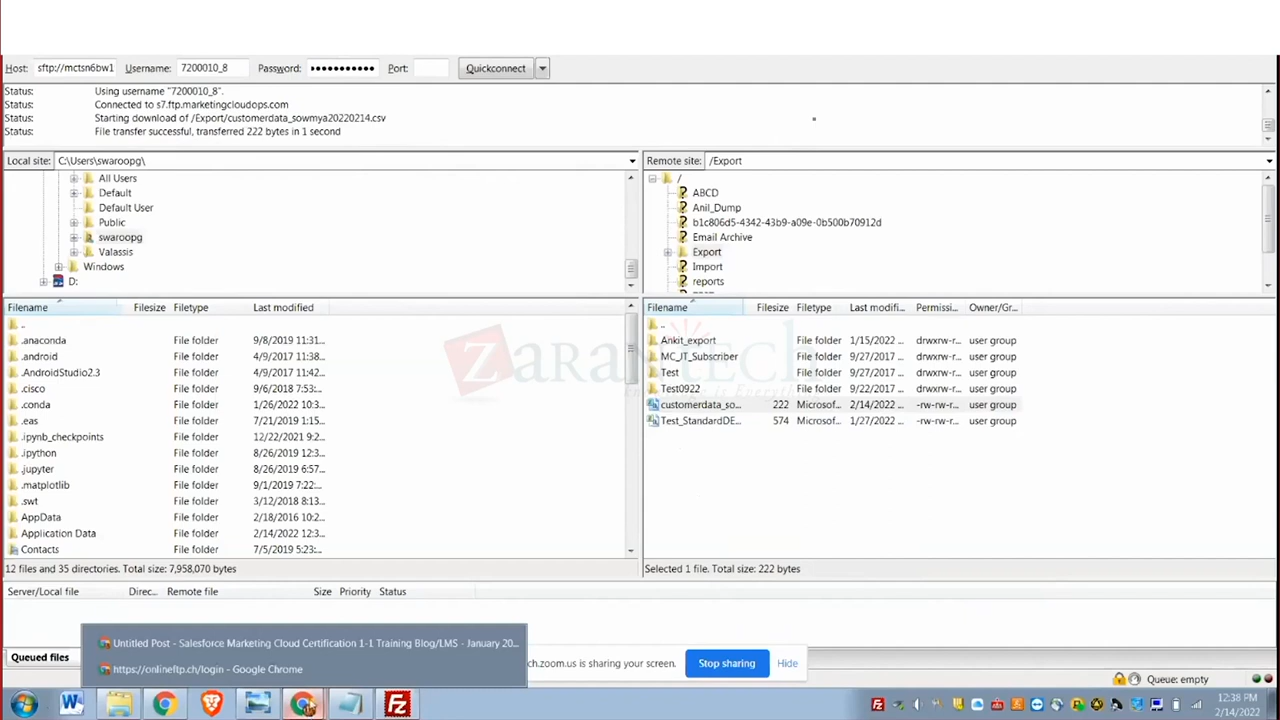 Host: sftp://mctsn6bw1 Username: 7200010_8 Password: ••••••••••• Port: Quickconnect
Status: Using username "7200010_8".
Status: Connected to s7.ftp.marketingcloudops.com
Status: Starting download of /Export/customerdata_sowmya20220214.csv
Status: File transfer successful, transferred 222 bytes in 1 second
Local site: C:\Users\swaroopg\
All Users
Default
Default User
Public
swaroopg
Valassis
Windows
D:
Remote site: /Export
/
ABCD
Anil_Dump
b1c806d5-4342-43b9-a09e-0b500b70912d
Email Archive
Export
Import
reports
Filename Filesize Filetype Last modified
..
.anaconda File folder 9/8/2019 11:31...
.android File folder 4/9/2017 11:38...
.AndroidStudio2.3 File folder 4/9/2017 11:42...
.cisco File folder 9/6/2018 7:53:...
.conda File folder 1/26/2022 10:3...
.eas File folder 7/21/2019 1:15...
.ipynb_checkpoints File folder 12/22/2021 9:2...
.ipython File folder 8/26/2019 12:3...
.jupyter File folder 8/26/2019 6:57...
.matplotlib File folder 9/1/2019 7:22:...
.swt File folder 3/12/2018 8:13...
AppData File folder 2/18/2016 10:2...
Application Data File folder 2/14/2022 12:3...
Contacts File folder 7/5/2019 5:23:...
12 files and 35 directories. Total size: 7,958,070 bytes
Filename Filesize Filetype Last modifi... Permissi... Owner/Gr...
..
Ankit_export File folder 1/15/2022 ... drwxrw-r... user group
MC_IT_Subscriber File folder 9/27/2017 ... drwxrw-r... user group
Test File folder 9/27/2017 ... drwxrw-r... user group
Test0922 File folder 9/22/2017 ... drwxrw-r... user group
customerdata_so... 222 Microsof... 2/14/2022 ... -rw-rw-r... user group
Test_StandardDE... 574 Microsof... 1/27/2022 ... -rw-rw-r... user group
Selected 1 file. Total size: 222 bytes
ZARANTECH
Server/Local file Direc... Remote file Size Priority Status
Untitled Post - Salesforce Marketing Cloud Certification 1-1 Training Blog/LMS - January 20...
https://onlineftp.ch/login - Google Chrome
ch.zoom.us is sharing your screen. Stop sharing Hide
Queued files
Queue: empty
12:38 PM
2/14/2022